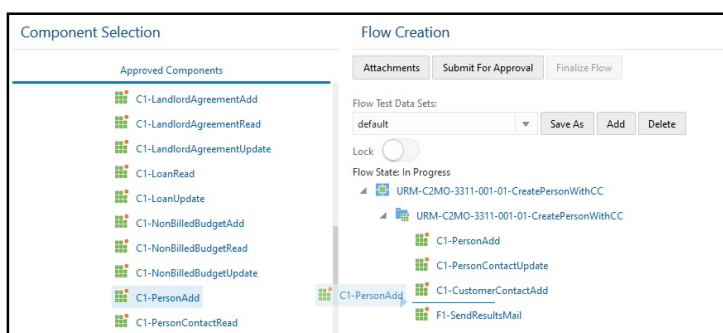 Component Selection
Approved Components
C1-LandlordAgreementAdd
C1-LandlordAgreementRead
C1-LandlordAgreementUpdate
C1-LoanRead
C1-LoanUpdate
C1-NonBilledBudgetAdd
C1-NonBilledBudgetRead
C1-NonBilledBudgetUpdate
C1-PersonAdd
C1-PersonContactRead
Flow Creation
Attachments Submit For Approval Finalize Flow
Flow Test Data Sets:
default Save As Add Delete
Lock
Flow State: In Progress
URM-C2MO-3311-001-01-CreatePersonWithCC
URM-C2MO-3311-001-01-CreatePersonWithCC
C1-PersonAdd
C1-PersonContactUpdate
C1-CustomerContactAdd
C1-PersonAdd
F1-SendResultsMail